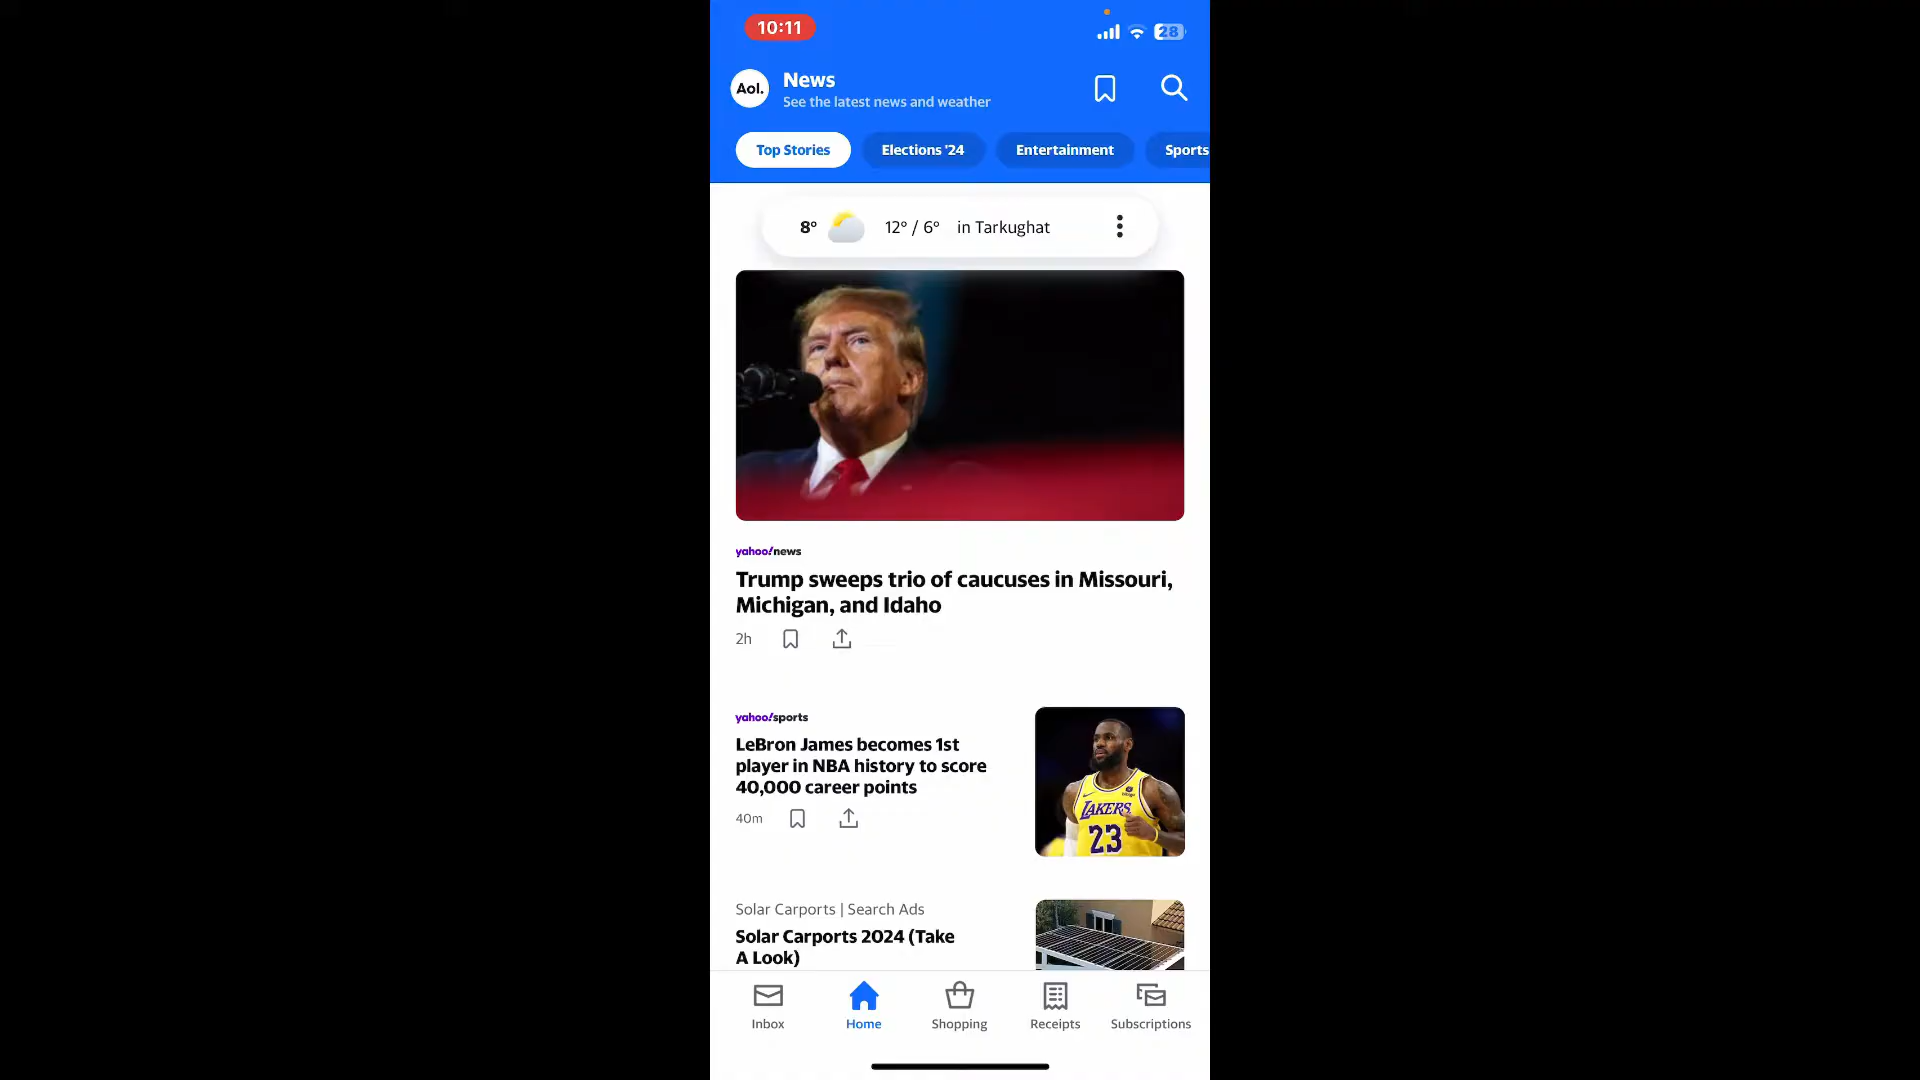 10:11
28
Aol.
News
See the latest news and weather
Top Stories
Elections '24
Entertainment
Sports
8° 12° / 6° in Tarkughat
yahoo!news
Trump sweeps trio of caucuses in Missouri,
Michigan, and Idaho
2h
yahoo!sports
LeBron James becomes 1st
player in NBA history to score
40,000 career points
40m
LAKERS
23
Solar Carports | Search Ads
Solar Carports 2024 (Take
A Look)
Inbox
Home
Shopping
Receipts
Subscriptions